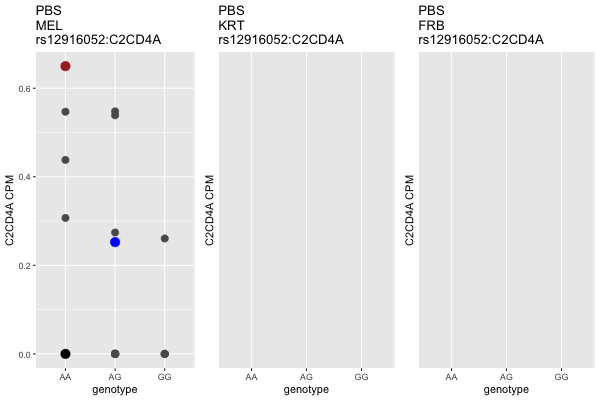 PBS
MEL
rs12916052:C2CD4A
PBS
KRT
rs12916052:C2CD4A
PBS
FRB
rs12916052:C2CD4A
C2CD4A CPM
0.6
0.4
0.2
0.0
AA
AG
GG
genotype
C2CD4A CPM
AA
AG
GG
genotype
C2CD4A CPM
AA
AG
GG
genotype